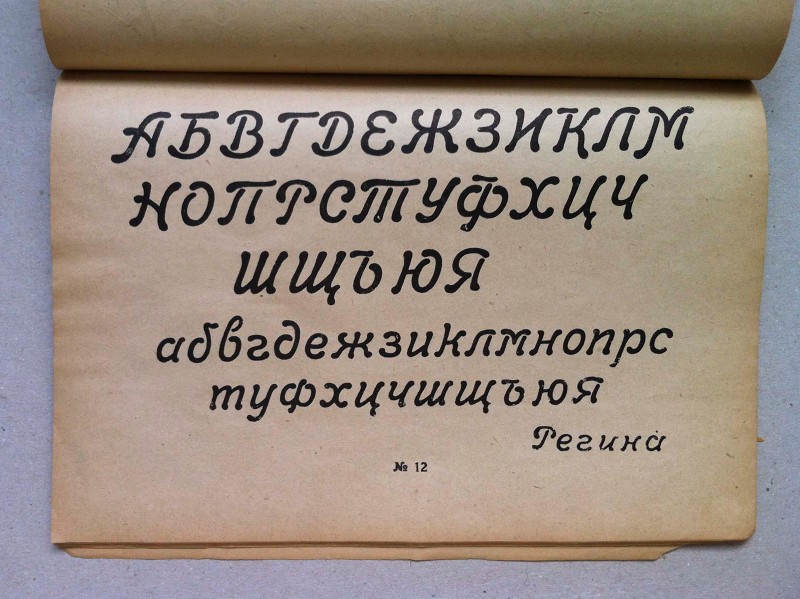 АБВГДЕЖЗИКЛМ
НОПРСТУФХЦЧ
ШЩЪЮЯ
абвгдежзиклмнопрс
туфхцчшщъюя
Регина
№ 12